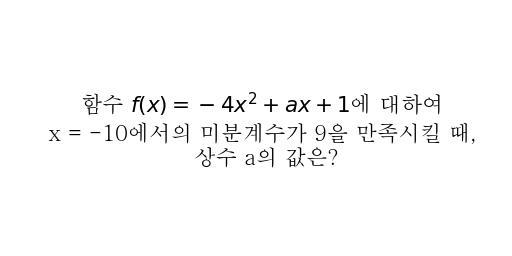 함수 f(x) = − 4x² + ax + 1에 대하여
x = -10에서의 미분계수가 9을 만족시킬 때,
상수 a의 값은?